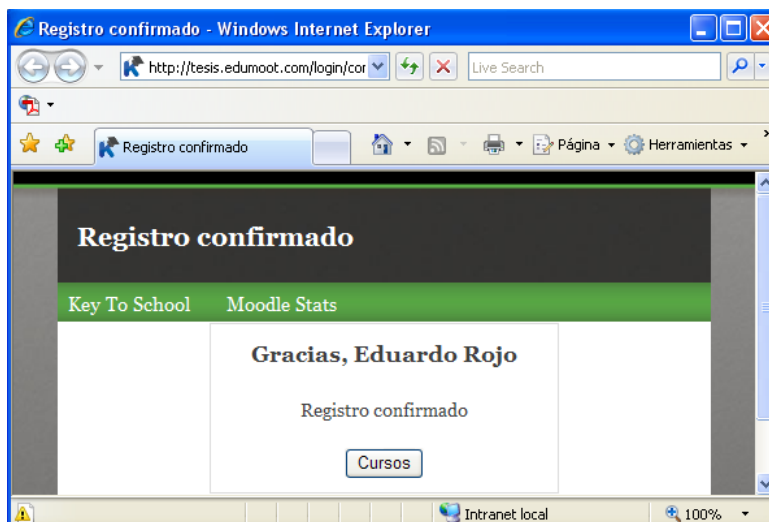 Registro confirmado - Windows Internet Explorer
http://tesis.edumoot.com/login/cor
Live Search
Registro confirmado
Página
Herramientas
Registro confirmado
Key To School
Moodle Stats
Gracias, Eduardo Rojo
Registro confirmado
Cursos
Intranet local
100%